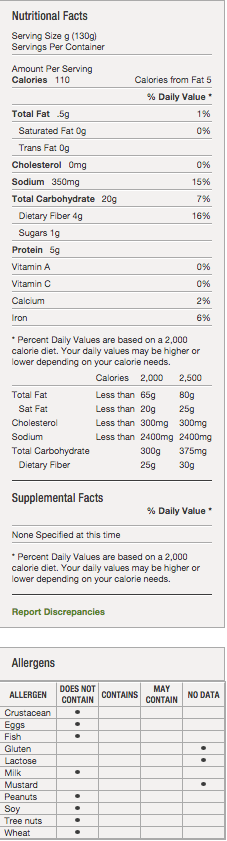 Nutritional Facts
Serving Size g (130g)
Servings Per Container
Amount Per Serving
Calories 110 Calories from Fat 5
% Daily Value *
Total Fat .5g 1%
Saturated Fat 0g 0%
Trans Fat 0g
Cholesterol 0mg 0%
Sodium 350mg 15%
Total Carbohydrate 20g 7%
Dietary Fiber 4g 16%
Sugars 1g
Protein 5g
Vitamin A 0%
Vitamin C 0%
Calcium 2%
Iron 6%
* Percent Daily Values are based on a 2,000
calorie diet. Your daily values may be higher or
lower depending on your calorie needs.
Calories 2,000 2,500
Total Fat Less than 65g 80g
Sat Fat Less than 20g 25g
Cholesterol Less than 300mg 300mg
Sodium Less than 2400mg 2400mg
Total Carbohydrate 300g 375mg
Dietary Fiber 25g 30g
Supplemental Facts
% Daily Value *
None Specified at this time
* Percent Daily Values are based on a 2,000
calorie diet. Your daily values may be higher or
lower depending on your calorie needs.
Report Discrepancies
Allergens
ALLERGEN DOES NOT CONTAIN CONTAINS MAY CONTAIN NO DATA
Crustacean •
Eggs •
Fish •
Gluten •
Lactose •
Milk •
Mustard •
Peanuts •
Soy •
Tree nuts •
Wheat •